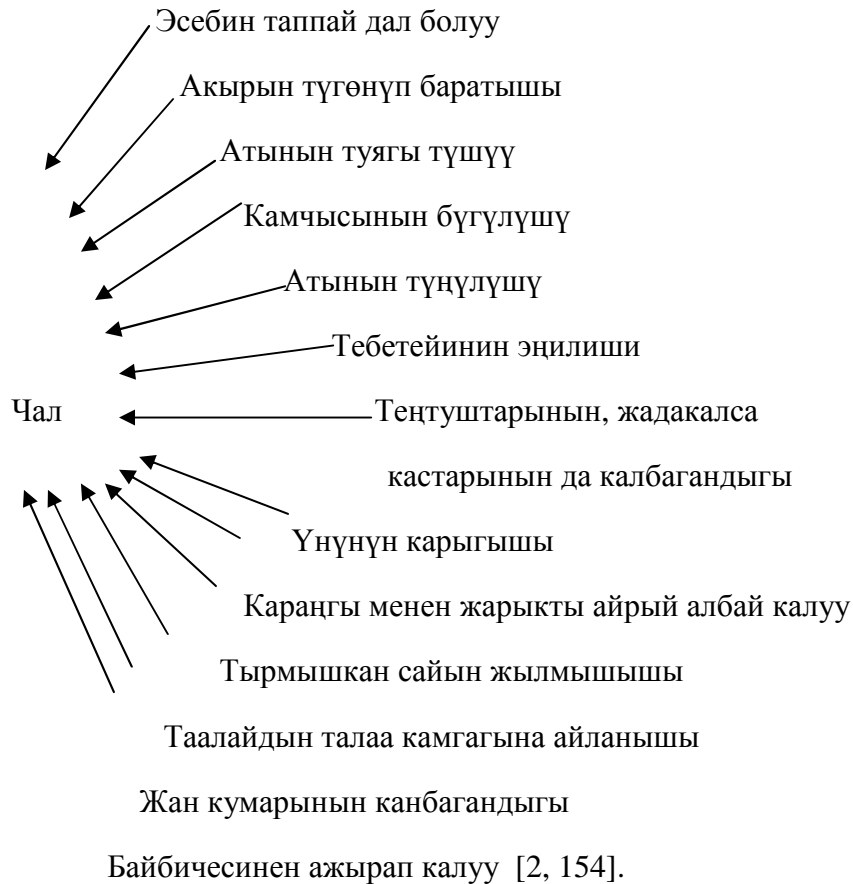 Эсебин таппай дал болуу
Акырын түгөнүп баратышы
Атынын туягы түшүү
Камчысынын бүгүлүшү
Атынын түңүлүшү
Тебетейинин эңилиши
Чал Теңтуштарынын, жадакалса
кастарынын да калбагандыгы
Үнүнүн карыгышы
Караңгы менен жарыкты айрый албай калуу
Тырмышкан сайын жылмышышы
Таалайдын талаа камгагына айланышы
Жан кумарынын канбагандыгы
Байбичесинен ажырап калуу [2, 154].